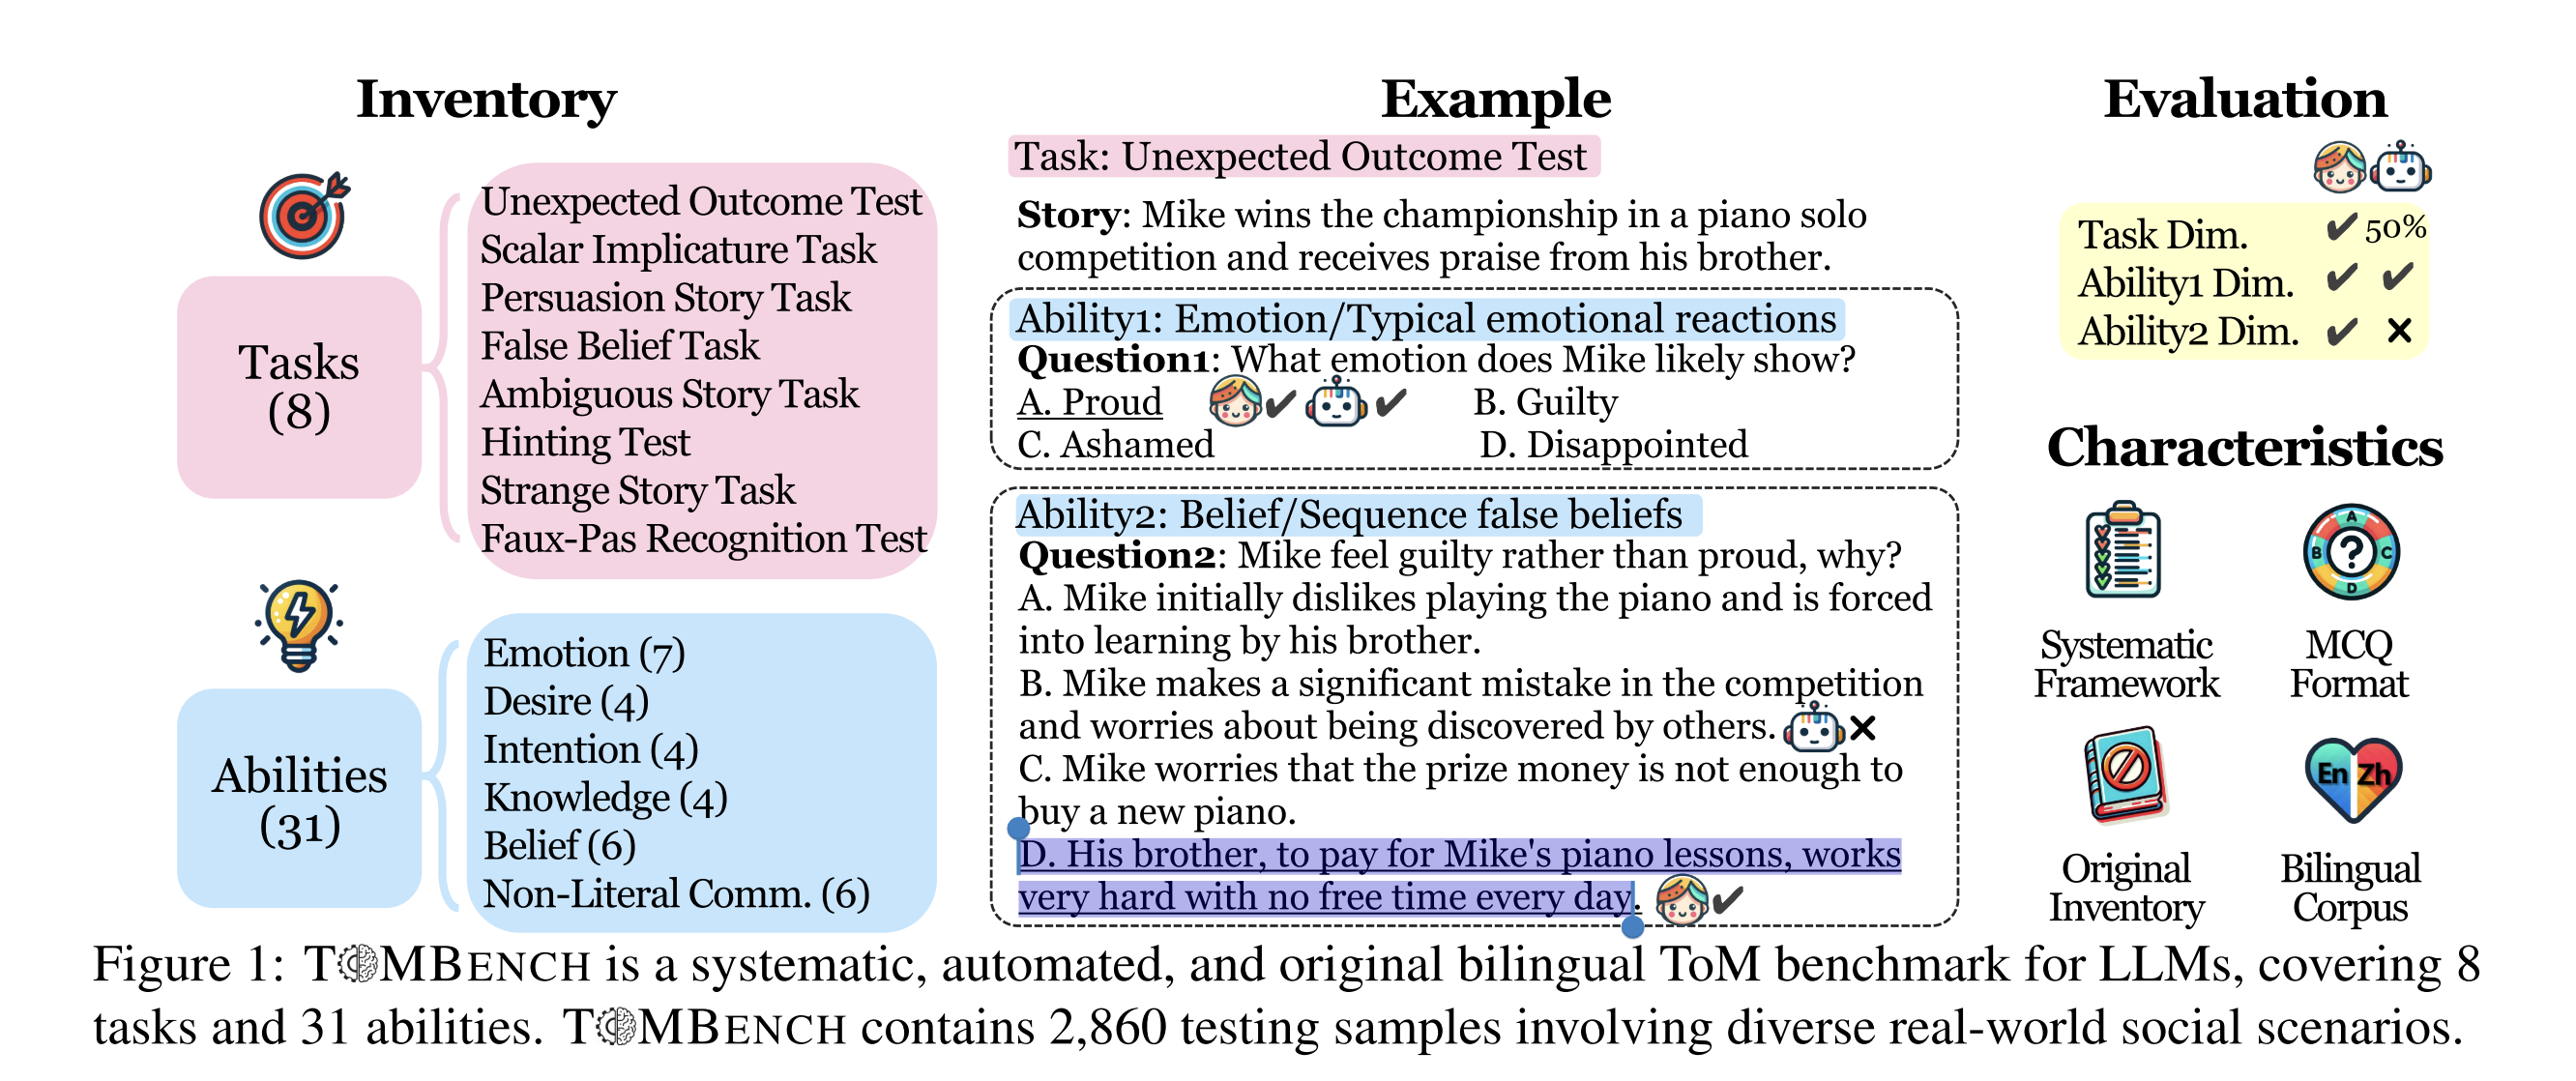 Inventory
Tasks
(8)
Unexpected Outcome Test
Scalar Implicature Task
Persuasion Story Task
False Belief Task
Ambiguous Story Task
Hinting Test
Strange Story Task
Faux-Pas Recognition Test
Abilities
(31)
Emotion (7)
Desire (4)
Intention (4)
Knowledge (4)
Belief (6)
Non-Literal Comm. (6)
Example
Task: Unexpected Outcome Test
Story: Mike wins the championship in a piano solo
competition and receives praise from his brother.
Ability1: Emotion/Typical emotional reactions
Question1: What emotion does Mike likely show?
A. Proud ✔ ✔ B. Guilty
C. Ashamed D. Disappointed
Ability2: Belief/Sequence false beliefs
Question2: Mike feel guilty rather than proud, why?
A. Mike initially dislikes playing the piano and is forced
into learning by his brother.
B. Mike makes a significant mistake in the competition
and worries about being discovered by others. ✖
C. Mike worries that the prize money is not enough to
buy a new piano.
D. His brother, to pay for Mike's piano lessons, works
very hard with no free time every day. ✔
Evaluation
Task Dim. ✔ 50%
Ability1 Dim. ✔ ✔
Ability2 Dim. ✔ ✖
Characteristics
Systematic
Framework
A
B ? C
D
MCQ
Format
Original
Inventory
En Zh
Bilingual
Corpus
Figure 1: TOMBENCH is a systematic, automated, and original bilingual ToM benchmark for LLMs, covering 8
tasks and 31 abilities. TOMBENCH contains 2,860 testing samples involving diverse real-world social scenarios.